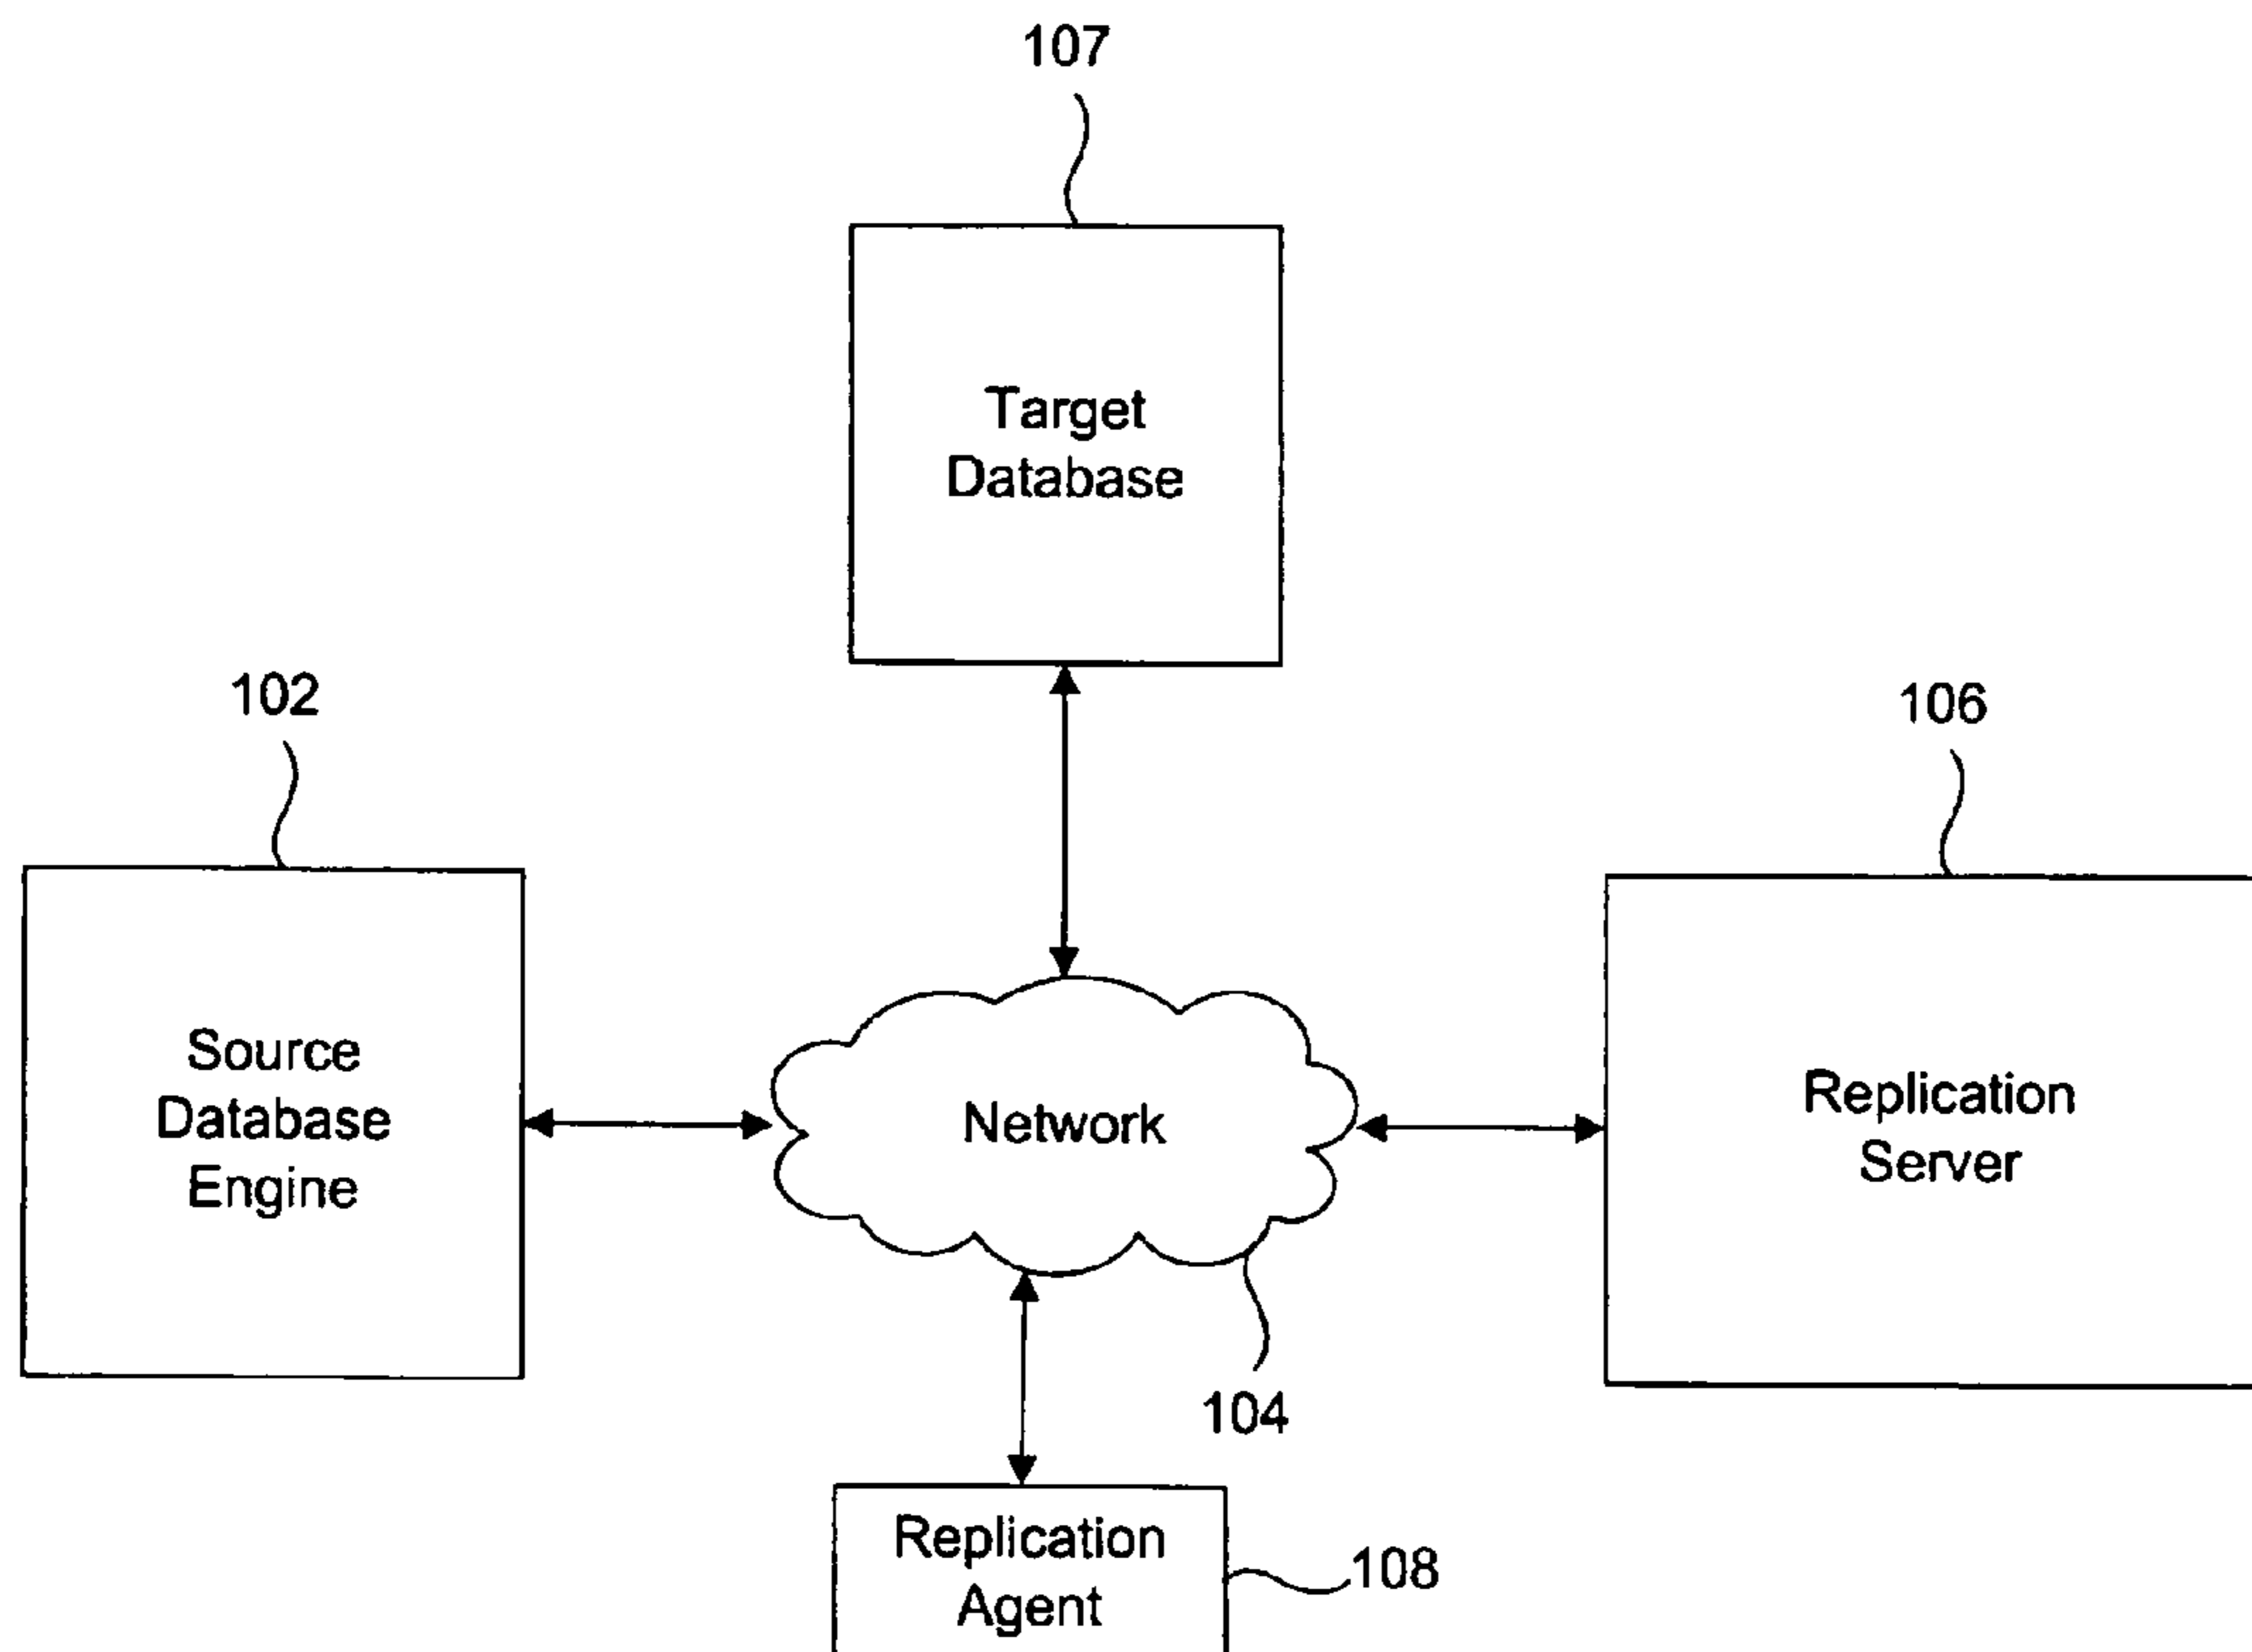 107
Target
Database
102
106
Source
Database
Engine
Network
Replication
Server
104
Replication
Agent
108